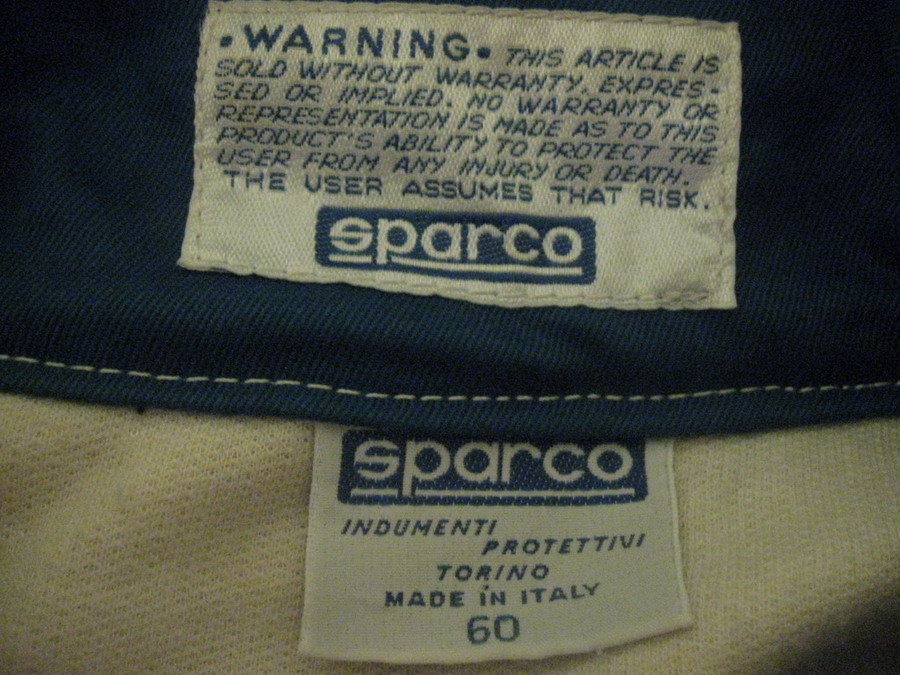 •WARNING• THIS ARTICLE IS
SOLD WITHOUT WARRANTY. EXPRES-
SED OR IMPLIED. NO WARRANTY OR
REPRESENTATION IS MADE AS TO THIS
PRODUCT'S ABILITY TO PROTECT THE
USER FROM ANY INJURY OR DEATH.
THE USER ASSUMES THAT RISK.
sparco
sparco
INDUMENTI
PROTETTIVI
TORINO
MADE IN ITALY
60